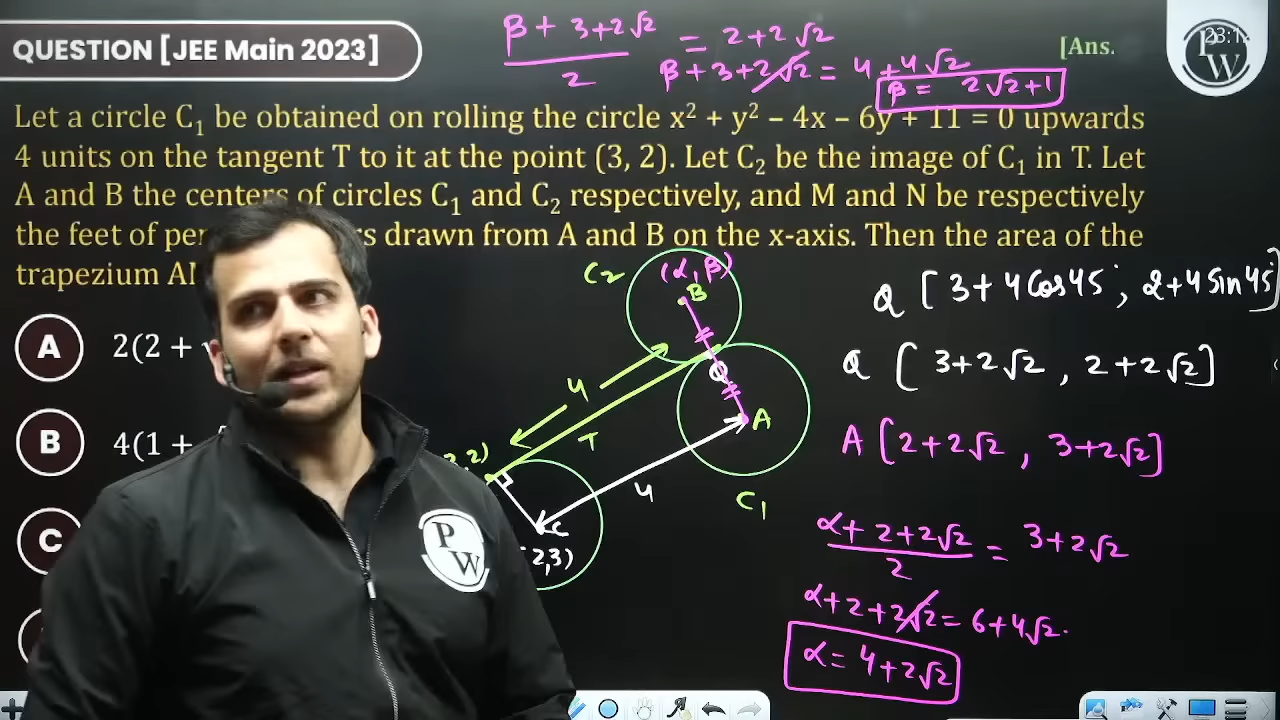 β + 3+2√2 / 2 = 2+2√2
QUESTION [JEE Main 2023]
[Ans.
β+3+2√2 = 4+4√2
β = 2√2+1
Let a circle C₁ be obtained on rolling the circle x² + y² – 4x – 6y + 11 = 0 upwards
4 units on the tangent T to it at the point (3, 2). Let C₂ be the image of C₁ in T. Let
A and B the centers of circles C₁ and C₂ respectively, and M and N be respectively
the feet of drawn from A and B on the x-axis. Then the area of the
trapezium
C₂
(α, β)
B
Q [3+4Cos45°, 2+4Sin45°]
A 2(2 +
4
Q
Q [3+2√2, 2+2√2]
B 4(1 +
T
A
A [2+2√2, 3+2√2]
4
C₁
C
C
2,3)
α+2+2√2 / 2 = 3+2√2
α+2+2√2 = 6+4√2.
α = 4+2√2
P
W
P
W